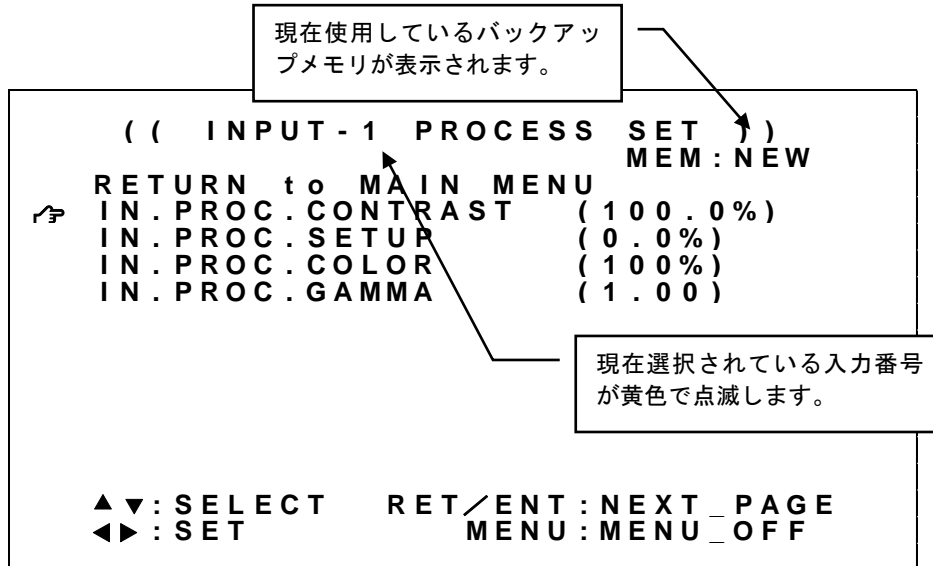 現在使用しているバックアッ
プメモリが表示されます。
(( INPUT-1 PROCESS SET ))
MEM:NEW
RETURN to MAIN MENU
☞ IN.PROC.CONTRAST (100.0%)
IN.PROC.SETUP (0.0%)
IN.PROC.COLOR (100%)
IN.PROC.GAMMA (1.00)
現在選択されている入力番号
が黄色で点滅します。
▲▼:SELECT RET/ENT:NEXT_PAGE
◀▶:SET MENU:MENU_OFF